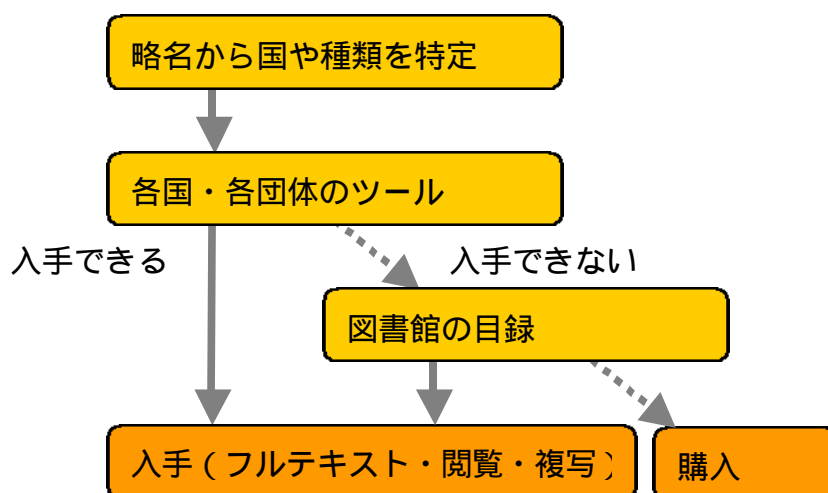 略名から国や種類を特定
各国・各団体のツール
入手できる
入手できない
図書館の目録
入手（フルテキスト・閲覧・複写）
購入